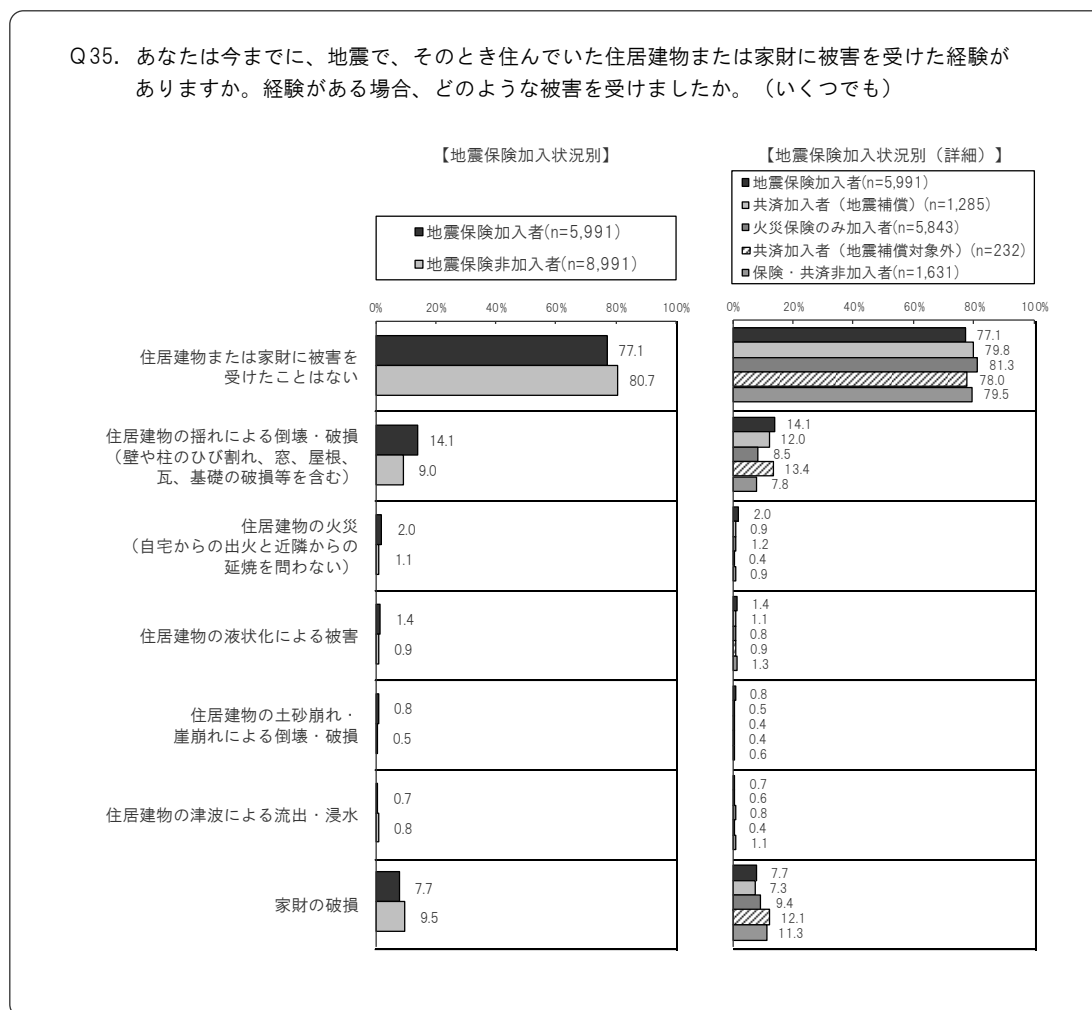 Q35. あなたは今までに、地震で、そのとき住んでいた住居建物または家財に被害を受けた経験が
ありますか。経験がある場合、どのような被害を受けましたか。（いくつでも）
【地震保険加入状況別】
■地震保険加入者(n=5,991)
■地震保険非加入者(n=8,991)
【地震保険加入状況別（詳細）】
■地震保険加入者(n=5,991)
■共済加入者（地震補償）(n=1,285)
■火災保険のみ加入者(n=5,843)
共済加入者（地震補償対象外）(n=232)
■保険・共済非加入者(n=1,631)
0% 20% 40% 60% 80% 100%
0% 20% 40% 60% 80% 100%
住居建物または家財に被害を
受けたことはない
77.1
80.7
77.1
79.8
81.3
78.0
79.5
住居建物の揺れによる倒壊・破損
（壁や柱のひび割れ、窓、屋根、
瓦、基礎の破損等を含む）
14.1
9.0
14.1
12.0
8.5
13.4
7.8
住居建物の火災
（自宅からの出火と近隣からの
延焼を問わない）
2.0
1.1
2.0
0.9
1.2
0.4
0.9
住居建物の液状化による被害
1.4
0.9
1.4
1.1
0.8
0.9
1.3
住居建物の土砂崩れ・
崖崩れによる倒壊・破損
0.8
0.5
0.8
0.5
0.4
0.4
0.6
住居建物の津波による流出・浸水
0.7
0.8
0.7
0.6
0.8
0.4
1.1
家財の破損
7.7
9.5
7.7
7.3
9.4
12.1
11.3